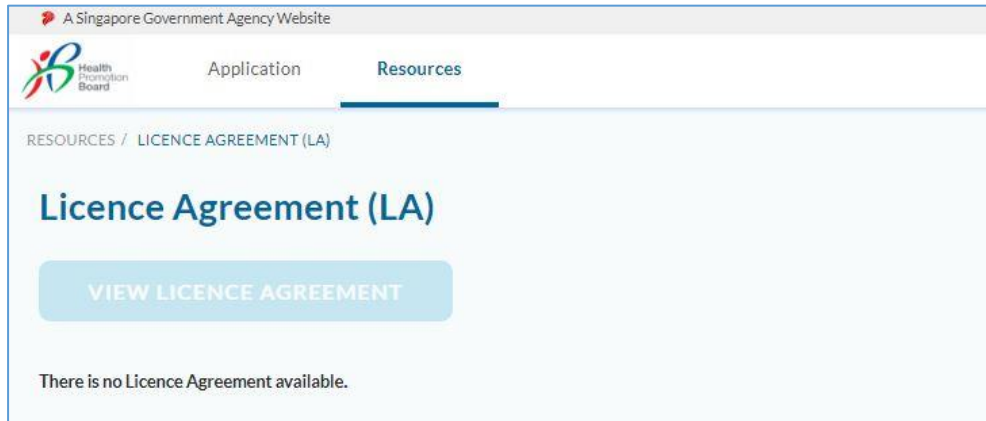 A Singapore Government Agency Website
Health
Promotion
Board
Application
Resources
RESOURCES / LICENCE AGREEMENT (LA)
Licence Agreement (LA)
VIEW LICENCE AGREEMENT
There is no Licence Agreement available.